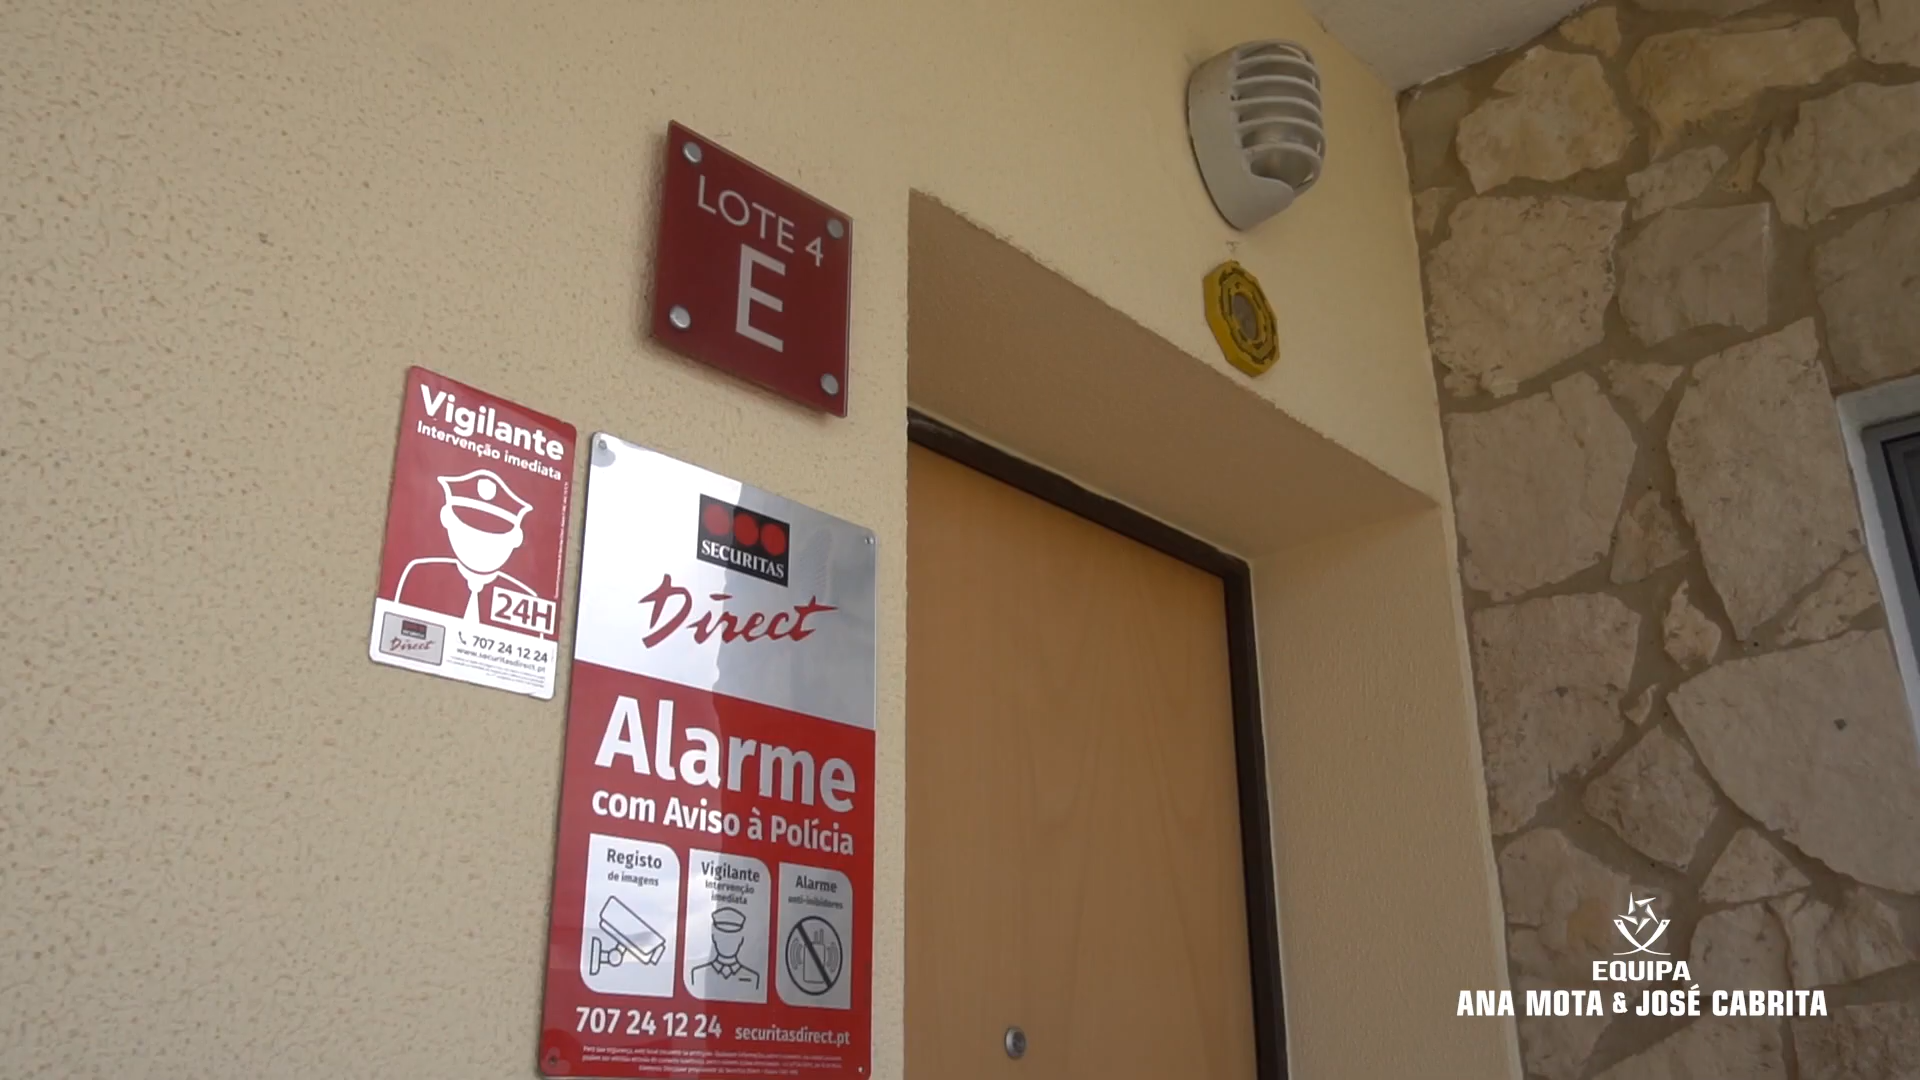 LOTE 4
E
Vigilante
Intervenção imediata
24H
Direct
707 24 12 24
www.securitasdirect.pt
SECURITAS
Direct
Alarme
com Aviso à Polícia
Registo
de imagens
Vigilante
Intervenção
imediata
Alarme
anti-inibidores
707 24 12 24 securitasdirect.pt
EQUIPA
ANA MOTA & JOSÉ CABRITA